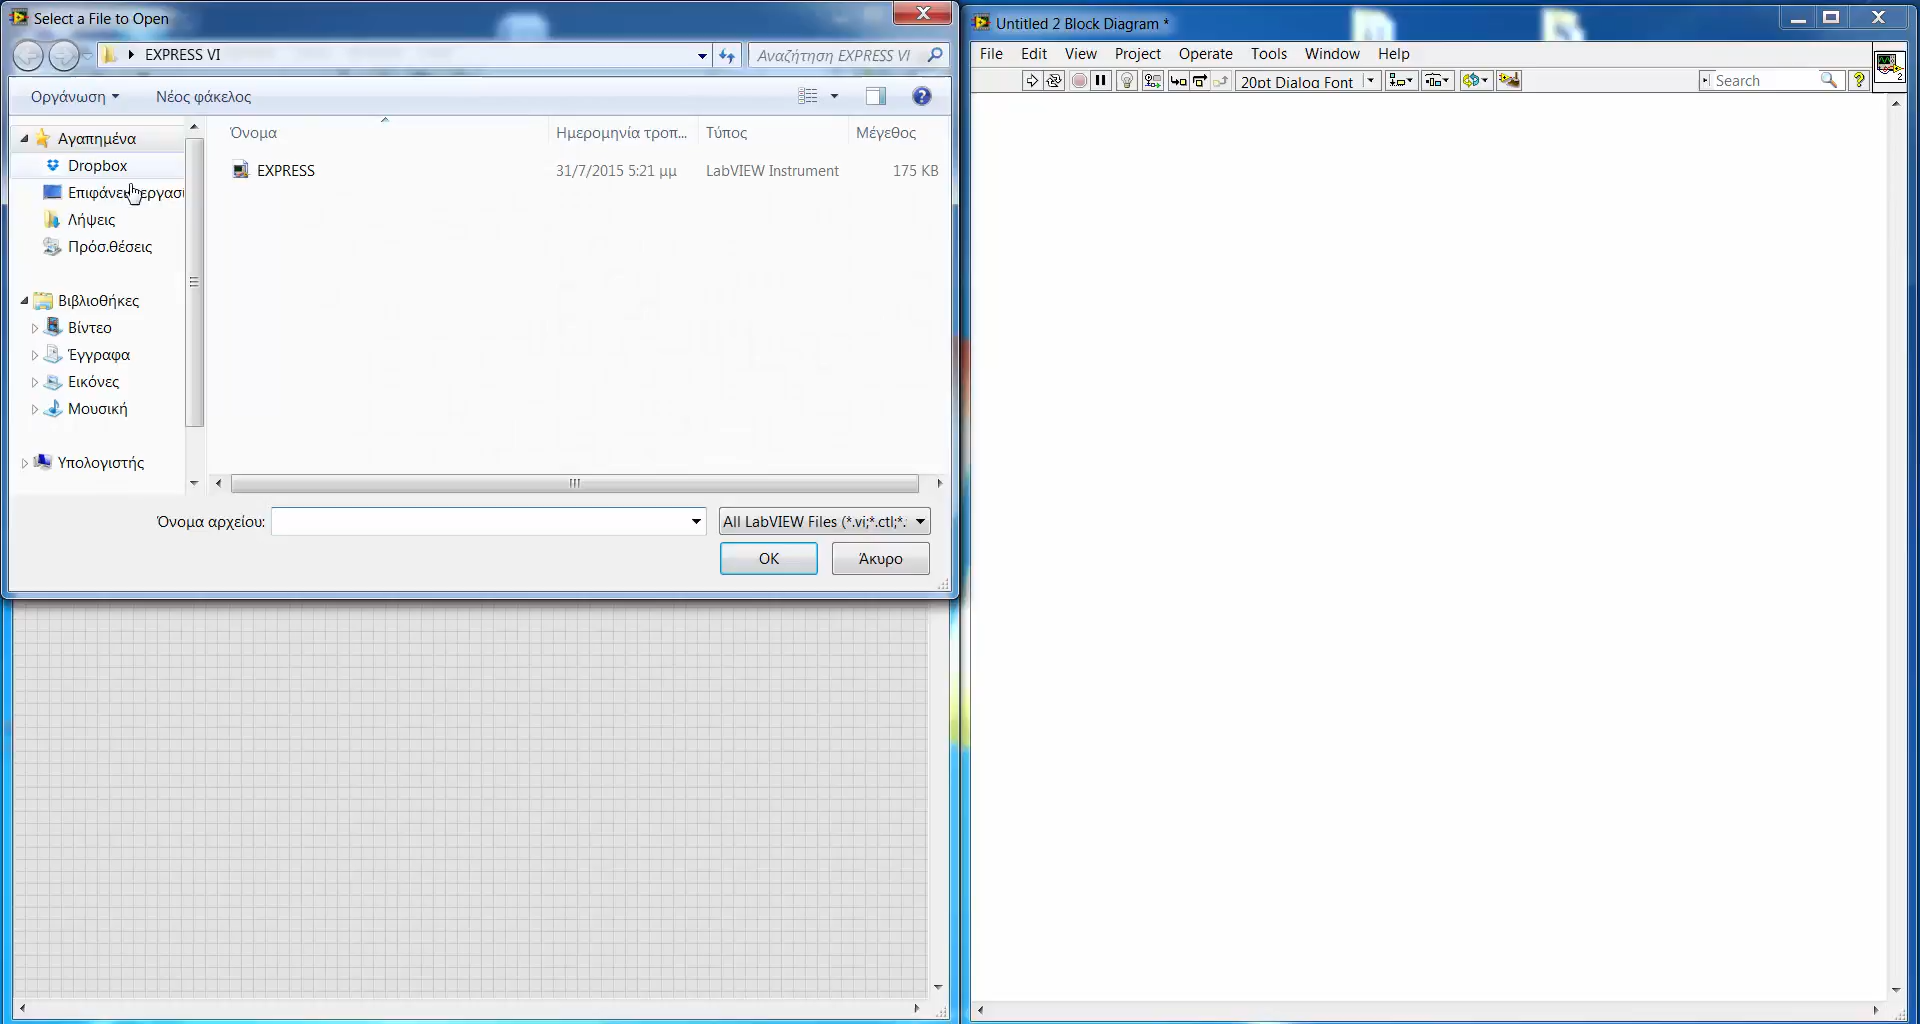 Select a File to Open
EXPRESS VI
Αναζήτηση EXPRESS VI
Οργάνωση
Νέος φάκελος
Όνομα
Ημερομηνία τροπ...
Τύπος
Μέγεθος
EXPRESS
31/7/2015 5:21 μμ
LabVIEW Instrument
175 KB
Αγαπημένα
Dropbox
Λήψεις
Πρόσ.θέσεις
Βιβλιοθήκες
Βίντεο
Έγγραφα
Εικόνες
Μουσική
Υπολογιστής
Όνομα αρχείου:
All LabVIEW Files (*.vi;*.ctl;*.
OK
Άκυρο
Untitled 2 Block Diagram *
File Edit View Project Operate Tools Window Help
20pt Dialog Font
Search
2